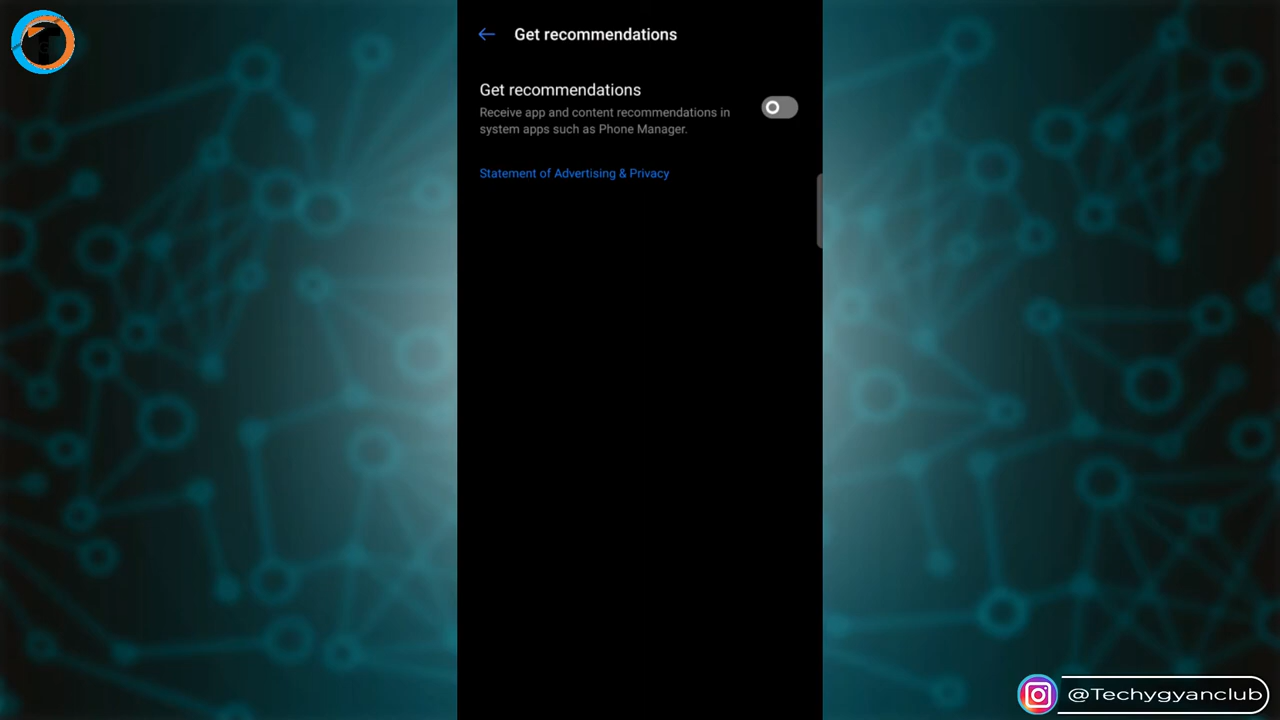 Get recommendations
Get recommendations
Receive app and content recommendations in
system apps such as Phone Manager.
Statement of Advertising & Privacy
@Techygyanclub